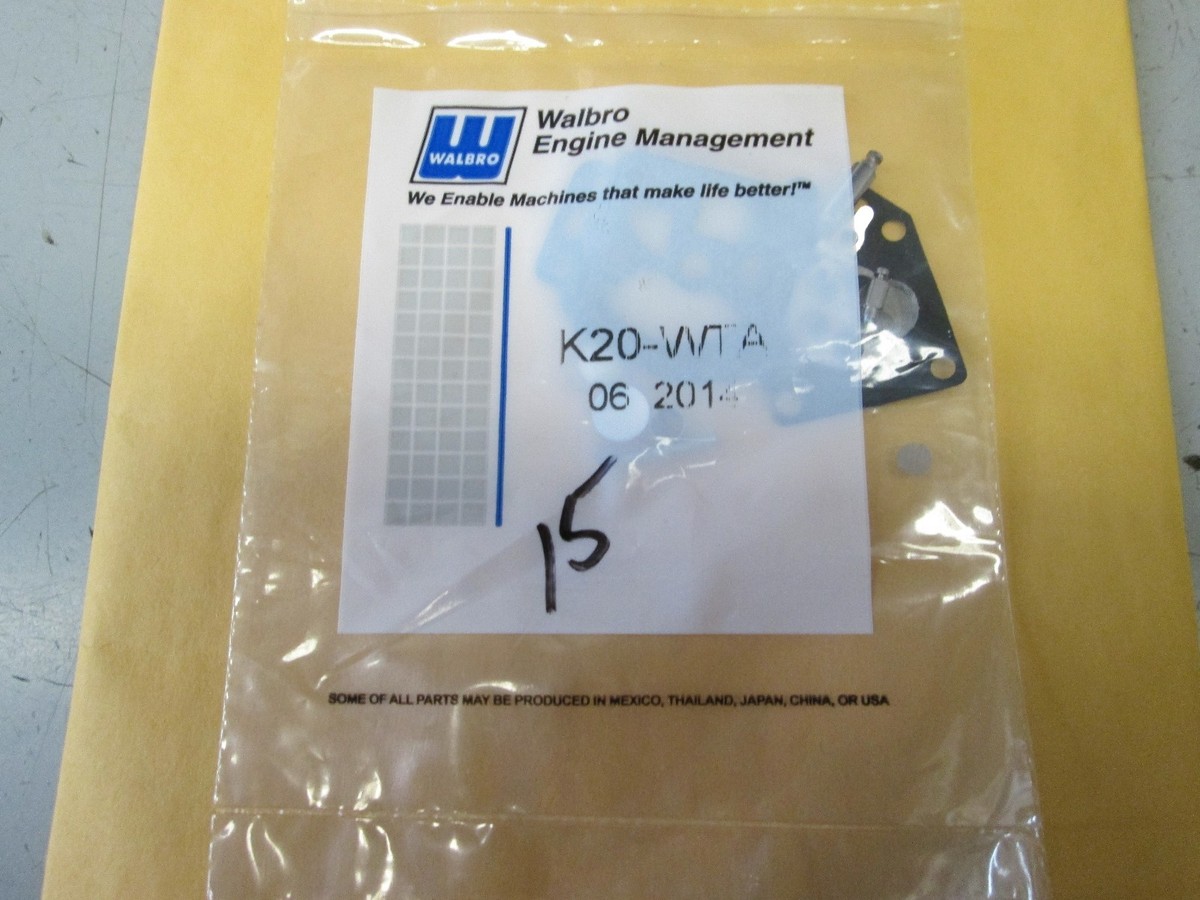 WALBRO
Walbro
Engine Management
We Enable Machines that make life better!™
K20-WTA
06 2014
15
SOME OF ALL PARTS MAY BE PRODUCED IN MEXICO, THAILAND, JAPAN, CHINA, OR USA